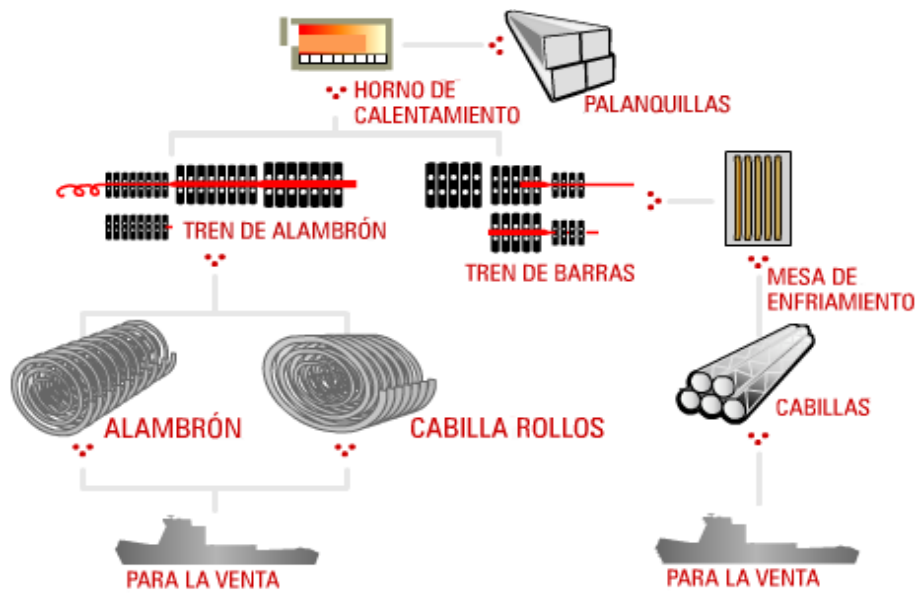 HORNO DE
CALENTAMIENTO
PALANQUILLAS
TREN DE ALAMBRÓN
TREN DE BARRAS
MESA DE
ENFRIAMIENTO
ALAMBRÓN
CABILLA ROLLOS
CABILLAS
PARA LA VENTA
PARA LA VENTA